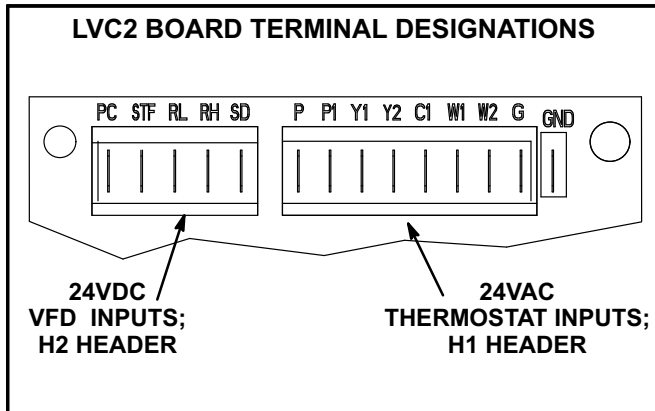 LVC2 BOARD TERMINAL DESIGNATIONS
PC STF RL RH SD P P1 Y1 Y2 C1 W1 W2 G GND
24VDC
VFD INPUTS;
H2 HEADER
24VAC
THERMOSTAT INPUTS;
H1 HEADER